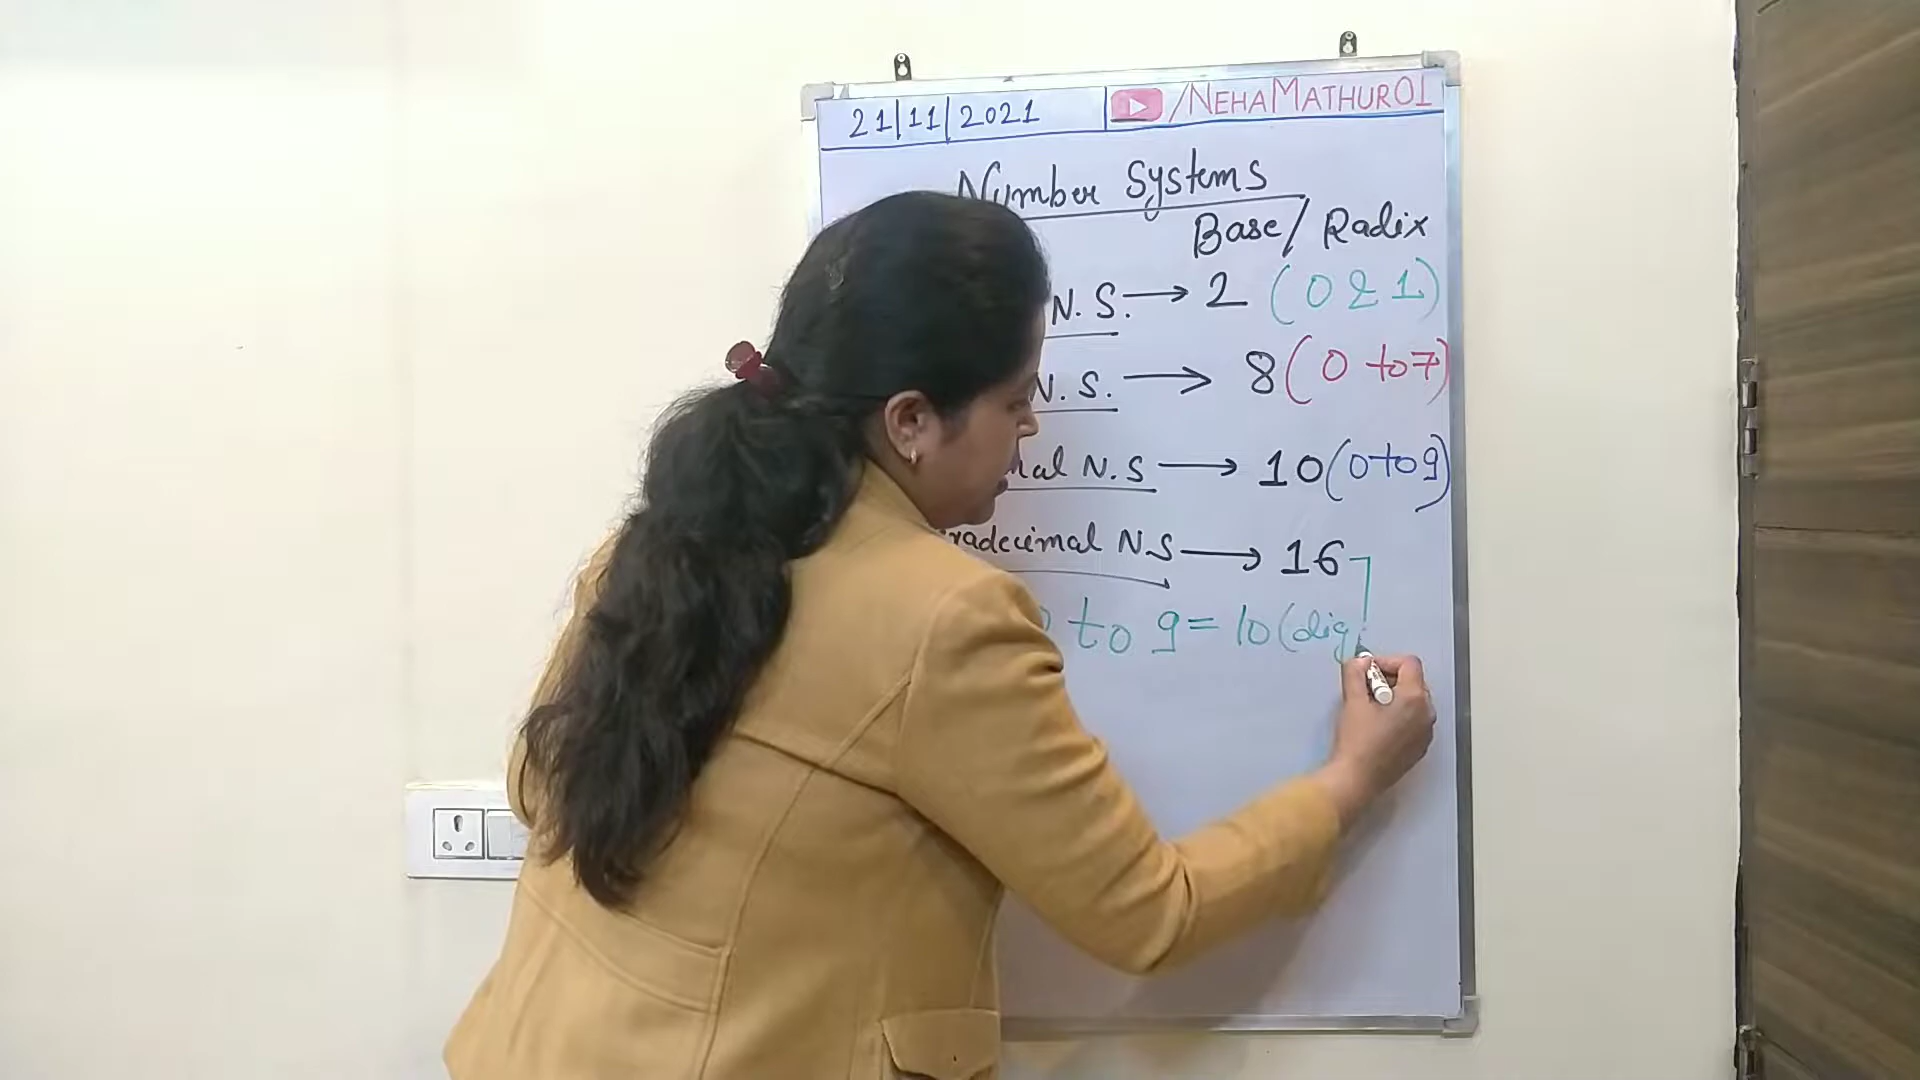 21/11/2021 /NEHAMATHUR01
Number Systems
Base/ Radix
N.S. → 2 (0 & 1)
N.S. → 8 (0 to 7)
N.S → 10 (0 to 9)
N.S → 16
to 9 = 10 (dig